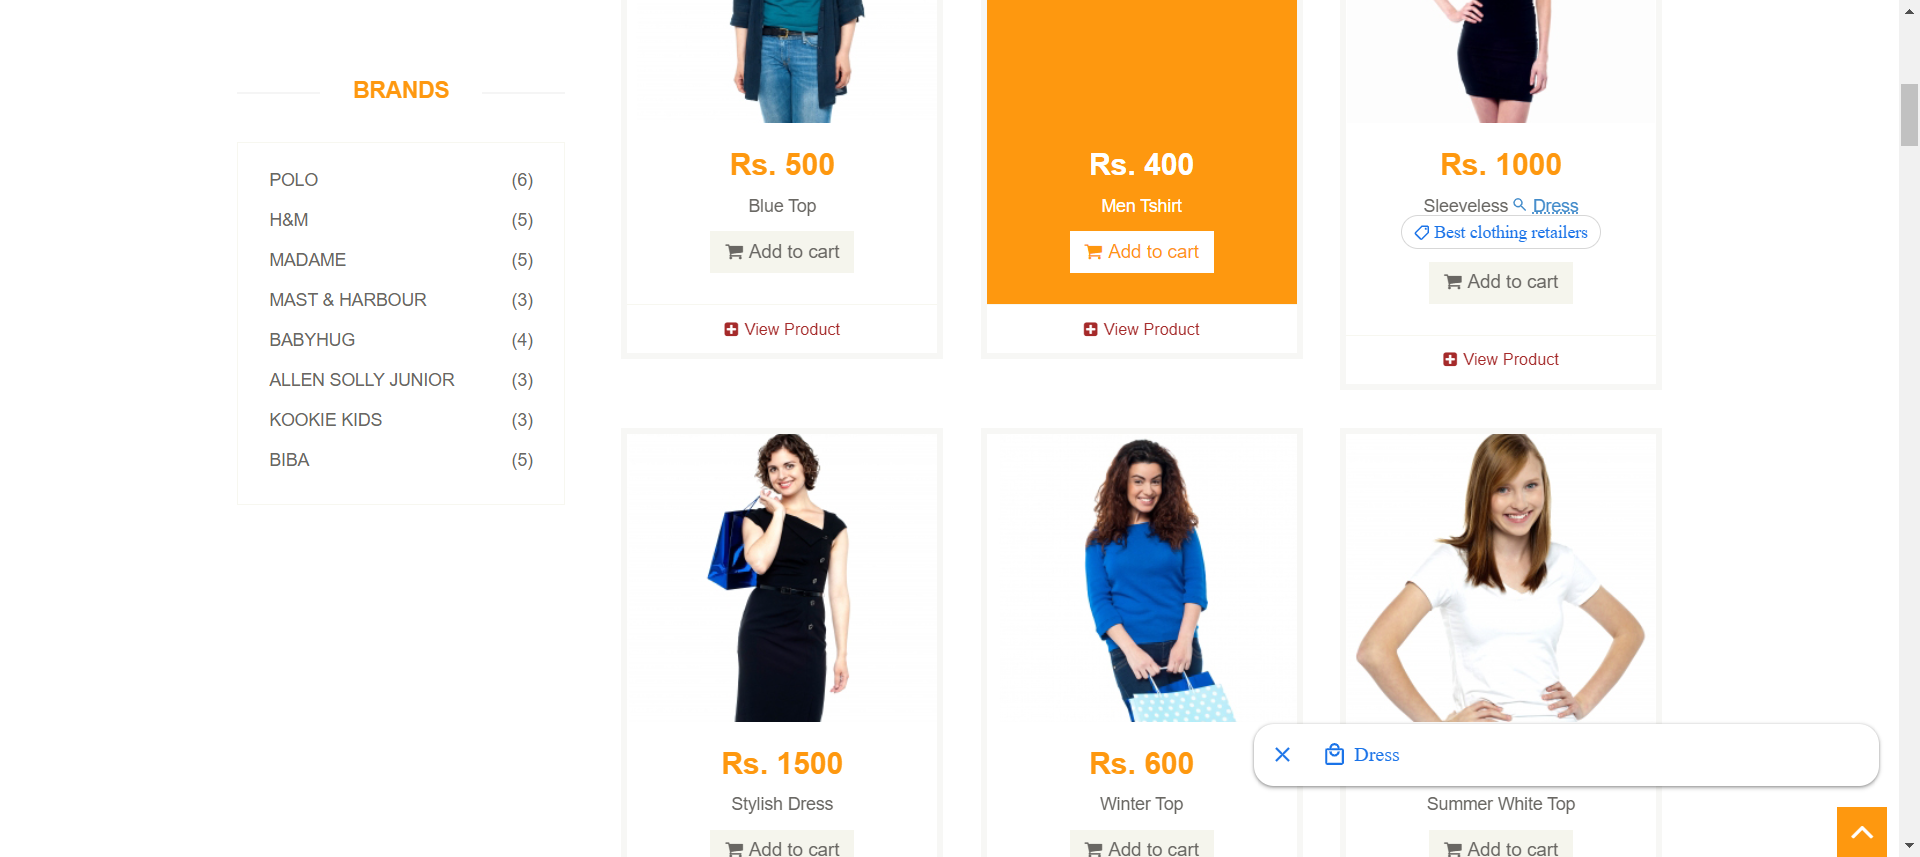 BRANDS
POLO (6)
H&M (5)
MADAME (5)
MAST & HARBOUR (3)
BABYHUG (4)
ALLEN SOLLY JUNIOR (3)
KOOKIE KIDS (3)
BIBA (5)
Rs. 500
Blue Top
Add to cart
View Product
Rs. 400
Men Tshirt
Add to cart
View Product
Rs. 1000
Sleeveless Dress
Best clothing retailers
Add to cart
View Product
Rs. 1500
Stylish Dress
Add to cart
Rs. 600
Winter Top
Add to cart
Dress
Summer White Top
Add to cart